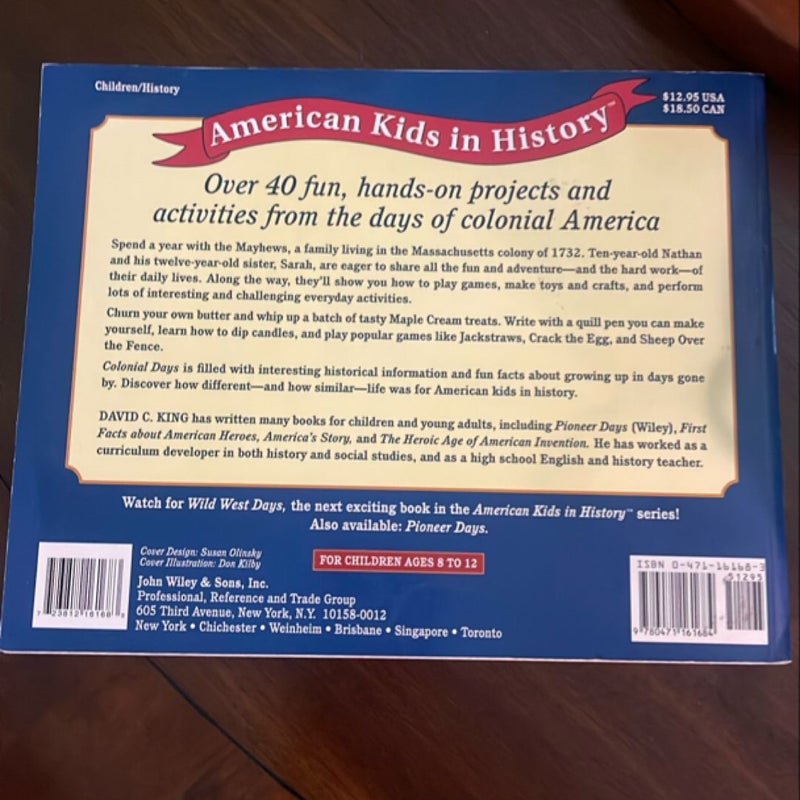 Children/History
$12.95 USA
$18.50 CAN
American Kids in History™
Over 40 fun, hands-on projects and
activities from the days of colonial America
Spend a year with the Mayhews, a family living in the Massachusetts colony of 1732. Ten-year-old Nathan
and his twelve-year-old sister, Sarah, are eager to share all the fun and adventure—and the hard work—of
their daily lives. Along the way, they'll show you how to play games, make toys and crafts, and perform
lots of interesting and challenging everyday activities.
Churn your own butter and whip up a batch of tasty Maple Cream treats. Write with a quill pen you can make
yourself, learn how to dip candles, and play popular games like Jackstraws, Crack the Egg, and Sheep Over
the Fence.
Colonial Days is filled with interesting historical information and fun facts about growing up in days gone
by. Discover how different—and how similar—life was for American kids in history.
DAVID C. KING has written many books for children and young adults, including Pioneer Days (Wiley), First
Facts about American Heroes, America's Story, and The Heroic Age of American Invention. He has worked as a
curriculum developer in both history and social studies, and as a high school English and history teacher.
Watch for Wild West Days, the next exciting book in the American Kids in History™ series!
Also available: Pioneer Days.
Cover Design: Susan Olinsky
Cover Illustration: Don Kilby
FOR CHILDREN AGES 8 TO 12
John Wiley & Sons, Inc.
Professional, Reference and Trade Group
605 Third Avenue, New York, N.Y. 10158-0012
New York • Chichester • Weinheim • Brisbane • Singapore • Toronto
7 23812 16168
ISBN 0-471-16168-3
51295
9 780471 161684